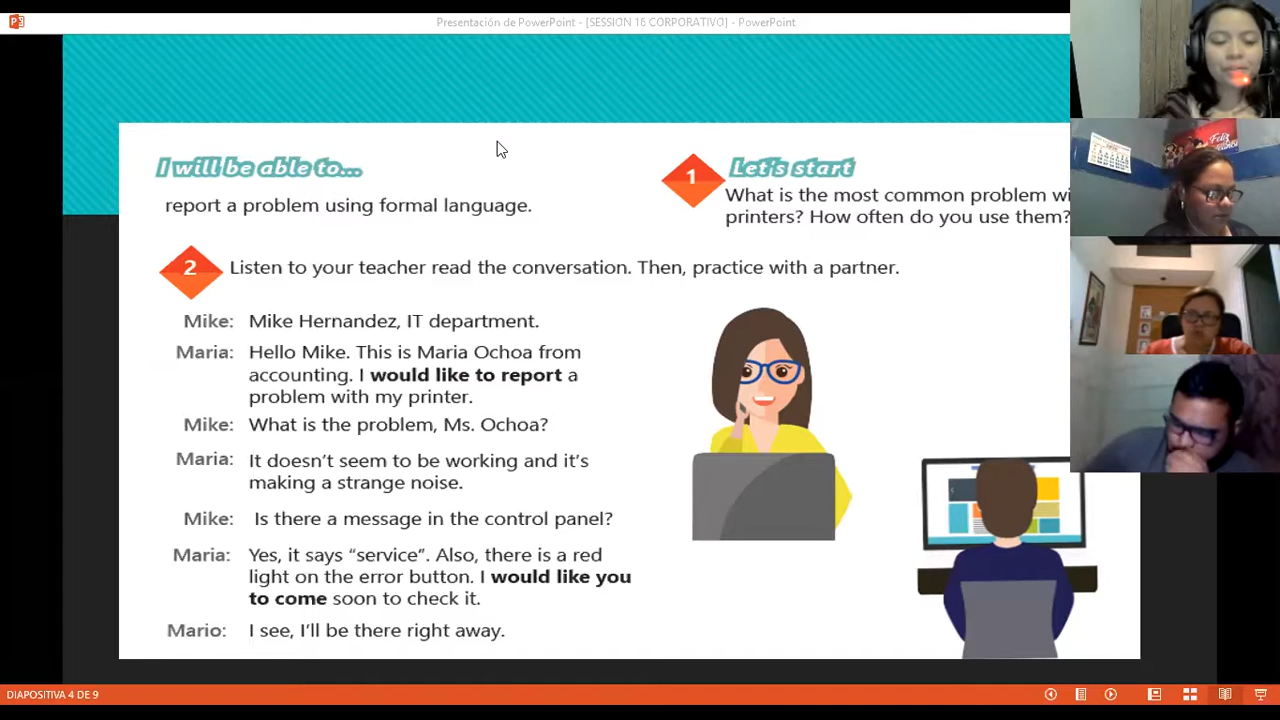 Presentación de PowerPoint - [SESSION 16 CORPORATIVO] - PowerPoint
I will be able to...
report a problem using formal language.
1
Let's start
What is the most common problem wi
printers? How often do you use them?
2
Listen to your teacher read the conversation. Then, practice with a partner.
Mike: Mike Hernandez, IT department.
Maria: Hello Mike. This is Maria Ochoa from
accounting. I would like to report a
problem with my printer.
Mike: What is the problem, Ms. Ochoa?
Maria: It doesn't seem to be working and it's
making a strange noise.
Mike: Is there a message in the control panel?
Maria: Yes, it says “service”. Also, there is a red
light on the error button. I would like you
to come soon to check it.
Mario: I see, I'll be there right away.
DIAPOSITIVA 4 DE 9